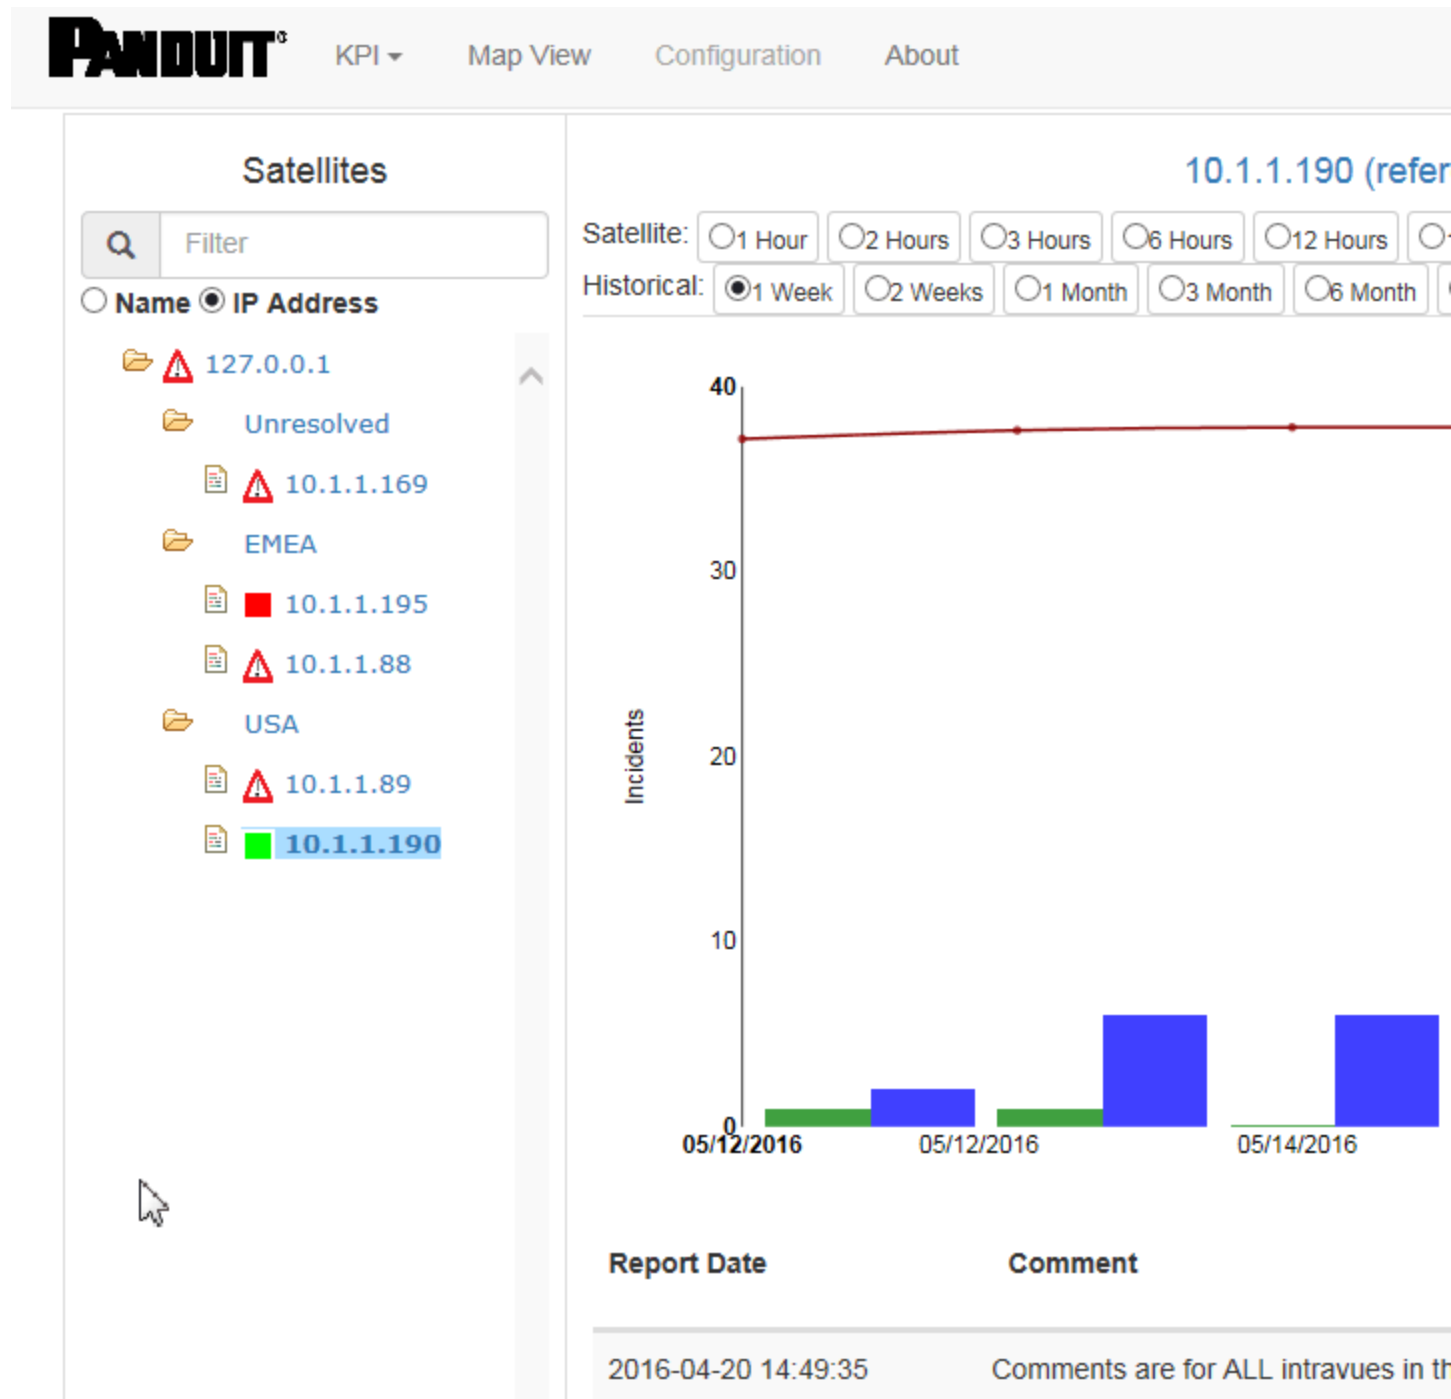 PANDUIT® KPI Map View Configuration About
Satellites
Filter
Name IP Address
127.0.0.1
Unresolved
10.1.1.169
EMEA
10.1.1.195
10.1.1.88
USA
10.1.1.89
10.1.1.190
10.1.1.190 (refer
Satellite: 1 Hour 2 Hours 3 Hours 6 Hours 12 Hours
Historical: 1 Week 2 Weeks 1 Month 3 Month 6 Month
40
30
20
10
0
Incidents
05/12/2016 05/12/2016 05/14/2016
Report Date Comment
2016-04-20 14:49:35 Comments are for ALL intravues in th